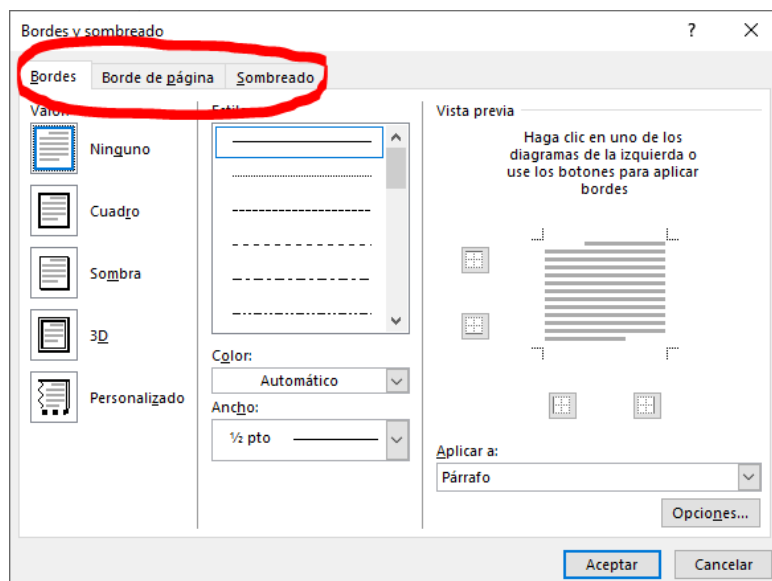 Bordes y sombreado
?
Bordes
Borde de página
Sombreado
Valor:
Ninguno
Cuadro
Sombra
3D
Personalizado
Estilo:
Color:
Automático
Ancho:
½ pto
Vista previa
Haga clic en uno de los
diagramas de la izquierda o
use los botones para aplicar
bordes
Aplicar a:
Párrafo
Opciones...
Aceptar
Cancelar